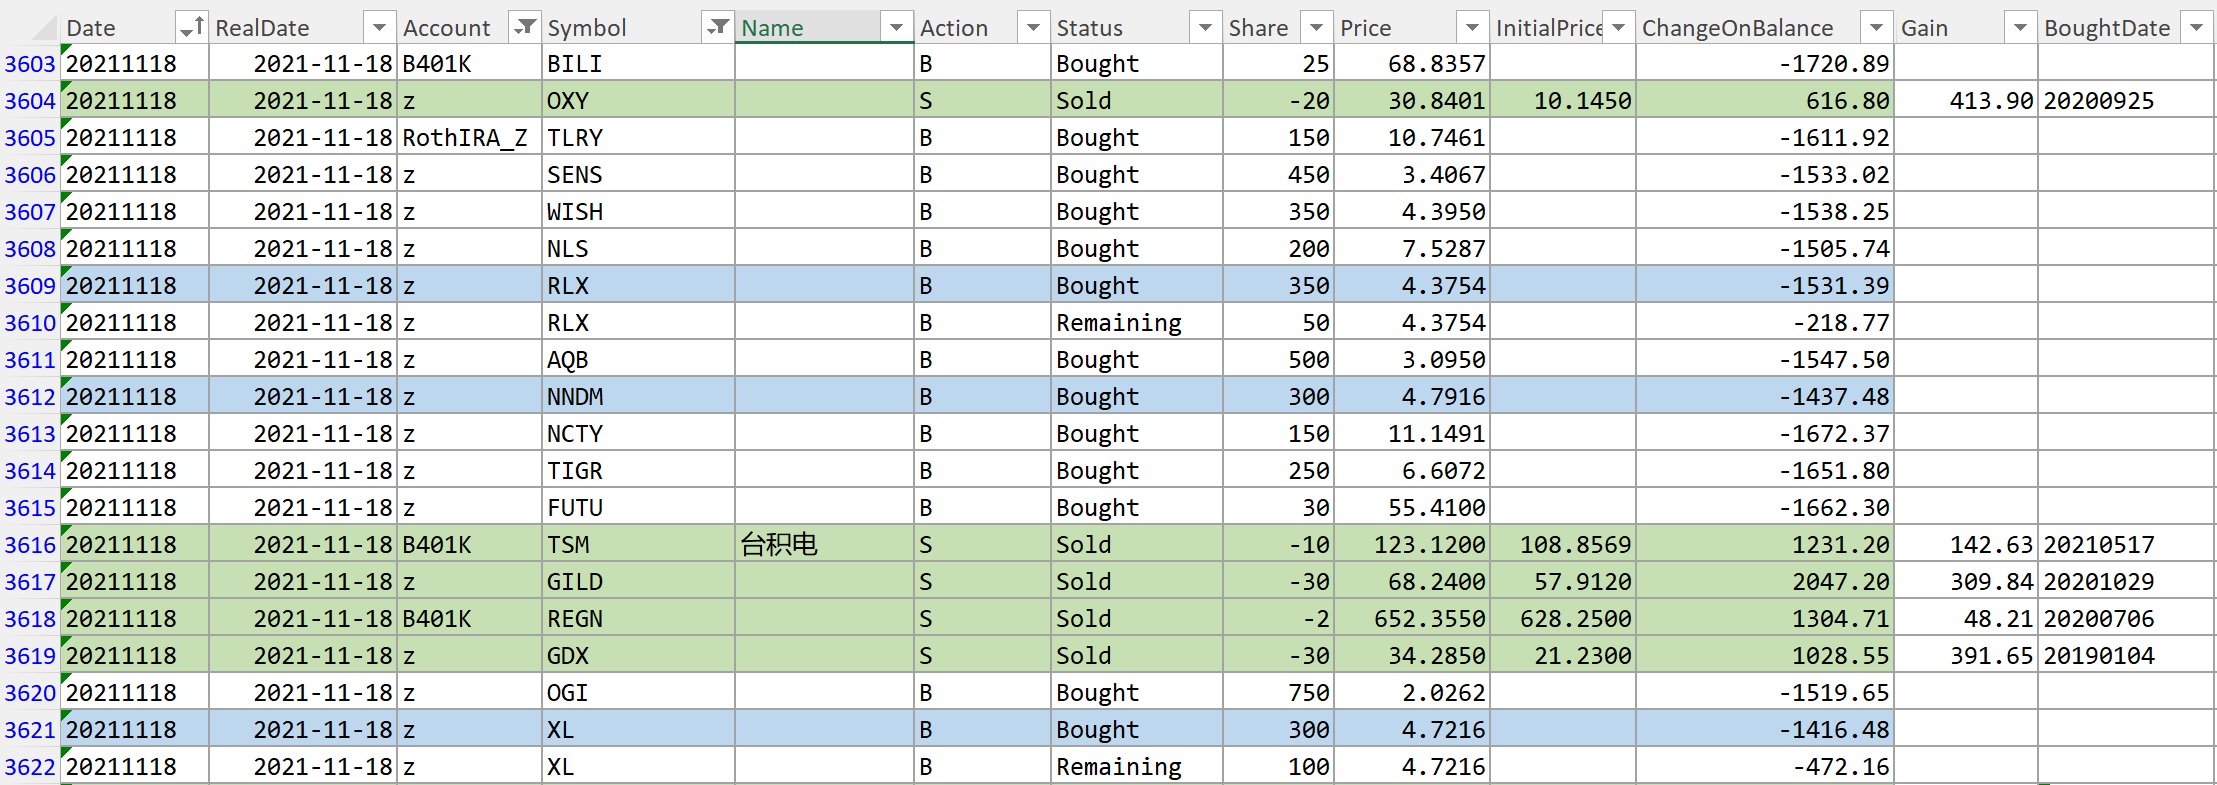 Date RealDate Account Symbol Name Action Status Share Price InitialPrice ChangeOnBalance Gain BoughtDate
3603 20211118 2021-11-18 B401K BILI B Bought 25 68.8357 -1720.89
3604 20211118 2021-11-18 z OXY S Sold -20 30.8401 10.1450 616.80 413.90 20200925
3605 20211118 2021-11-18 RothIRA_Z TLRY B Bought 150 10.7461 -1611.92
3606 20211118 2021-11-18 z SENS B Bought 450 3.4067 -1533.02
3607 20211118 2021-11-18 z WISH B Bought 350 4.3950 -1538.25
3608 20211118 2021-11-18 z NLS B Bought 200 7.5287 -1505.74
3609 20211118 2021-11-18 z RLX B Bought 350 4.3754 -1531.39
3610 20211118 2021-11-18 z RLX B Remaining 50 4.3754 -218.77
3611 20211118 2021-11-18 z AQB B Bought 500 3.0950 -1547.50
3612 20211118 2021-11-18 z NNDM B Bought 300 4.7916 -1437.48
3613 20211118 2021-11-18 z NCTY B Bought 150 11.1491 -1672.37
3614 20211118 2021-11-18 z TIGR B Bought 250 6.6072 -1651.80
3615 20211118 2021-11-18 z FUTU B Bought 30 55.4100 -1662.30
3616 20211118 2021-11-18 B401K TSM 台积电 S Sold -10 123.1200 108.8569 1231.20 142.63 20210517
3617 20211118 2021-11-18 z GILD S Sold -30 68.2400 57.9120 2047.20 309.84 20201029
3618 20211118 2021-11-18 B401K REGN S Sold -2 652.3550 628.2500 1304.71 48.21 20200706
3619 20211118 2021-11-18 z GDX S Sold -30 34.2850 21.2300 1028.55 391.65 20190104
3620 20211118 2021-11-18 z OGI B Bought 750 2.0262 -1519.65
3621 20211118 2021-11-18 z XL B Bought 300 4.7216 -1416.48
3622 20211118 2021-11-18 z XL B Remaining 100 4.7216 -472.16